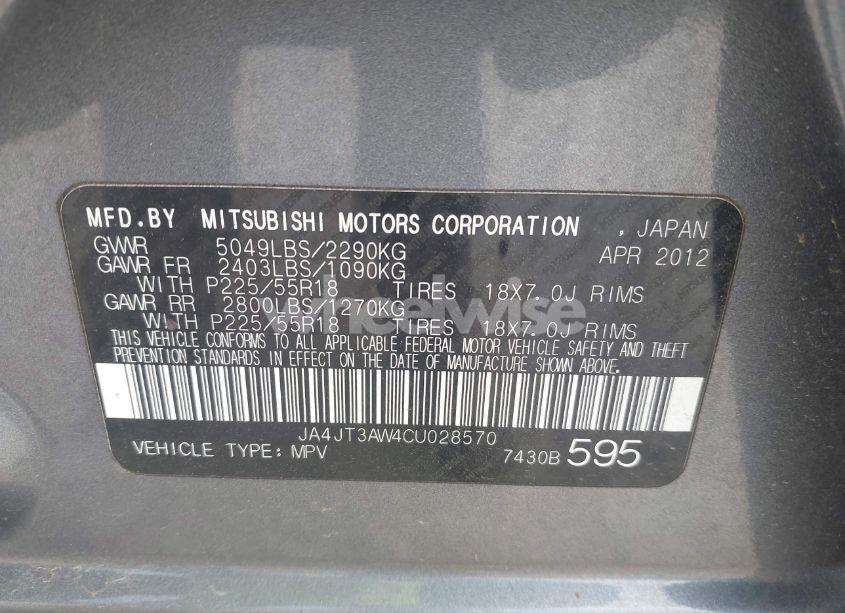 MFD.BY MITSUBISHI MOTORS CORPORATION , JAPAN
GVWR 5049LBS/2290KG APR 2012
GAWR FR 2403LBS/1090KG
WITH P225/55R18 TIRES 18X7.0J RIMS
GAWR RR 2800LBS/1270KG
WITH P225/55R18 TIRES 18X7.0J RIMS
wheelwise
THIS VEHICLE CONFORMS TO ALL APPLICABLE FEDERAL MOTOR VEHICLE SAFETY AND THEFT
PREVENTION STANDARDS IN EFFECT ON THE DATE OF MANUFACTURE SHOWN ABOVE.
JA4JT3AW4CU028570
VEHICLE TYPE: MPV 7430B 595